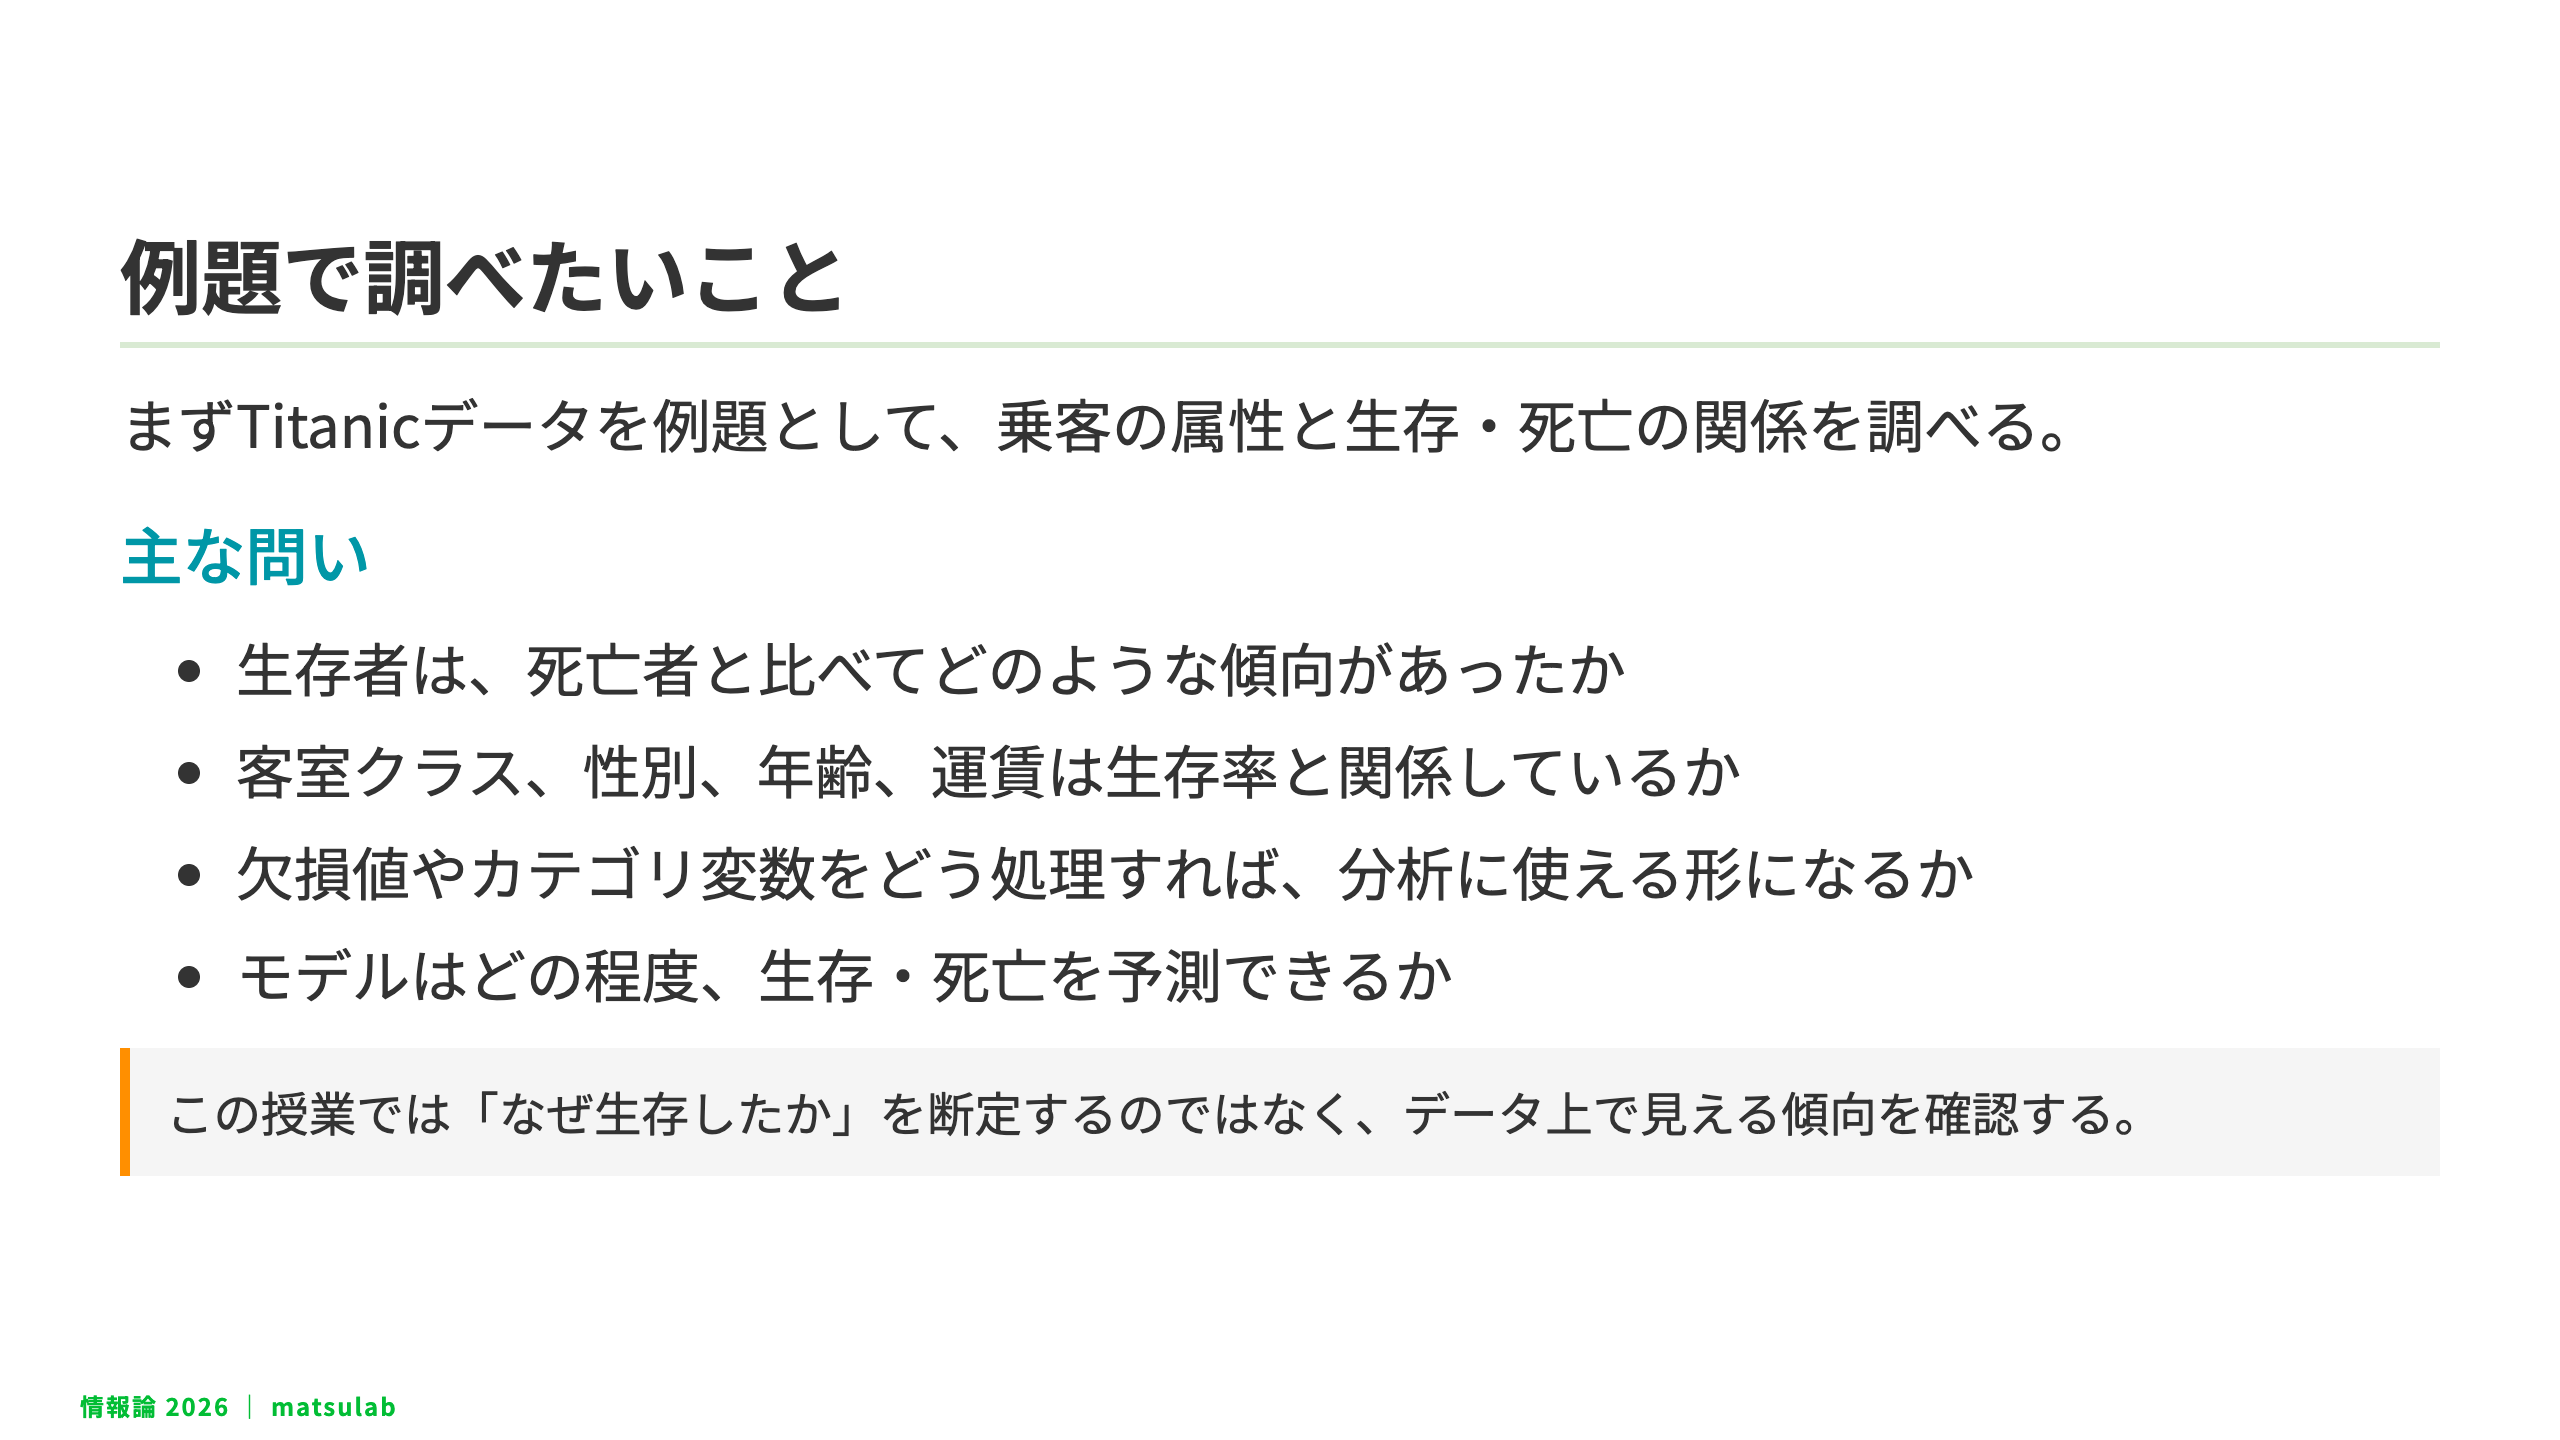 例題で調べたいこと
まずTitanicデータを例題として、乗客の属性と生存・死亡の関係を調べる。
主な問い
• 生存者は、死亡者と比べてどのような傾向があったか
• 客室クラス、性別、年齢、運賃は生存率と関係しているか
• 欠損値やカテゴリ変数をどう処理すれば、分析に使える形になるか
• モデルはどの程度、生存・死亡を予測できるか
この授業では「なぜ生存したか」を断定するのではなく、データ上で見える傾向を確認する。
情報論 2026 ｜ matsulab